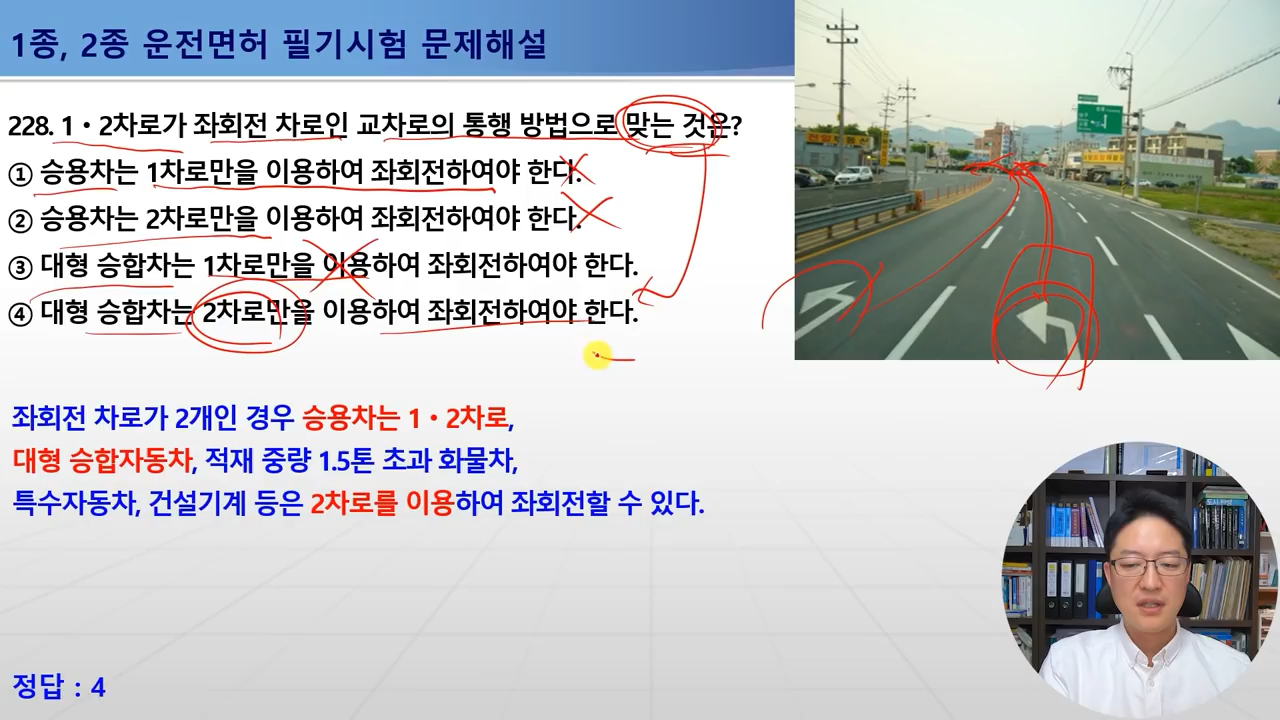 1종, 2종 운전면허 필기시험 문제해설
228. 1・2차로가 좌회전 차로인 교차로의 통행 방법으로 맞는 것은?
① 승용차는 1차로만을 이용하여 좌회전하여야 한다.
② 승용차는 2차로만을 이용하여 좌회전하여야 한다.
③ 대형 승합차는 1차로만을 이용하여 좌회전하여야 한다.
④ 대형 승합차는 2차로만을 이용하여 좌회전하여야 한다.
좌회전 차로가 2개인 경우 승용차는 1・2차로,
대형 승합자동차, 적재 중량 1.5톤 초과 화물차,
특수자동차, 건설기계 등은 2차로를 이용하여 좌회전할 수 있다.
정답 : 4